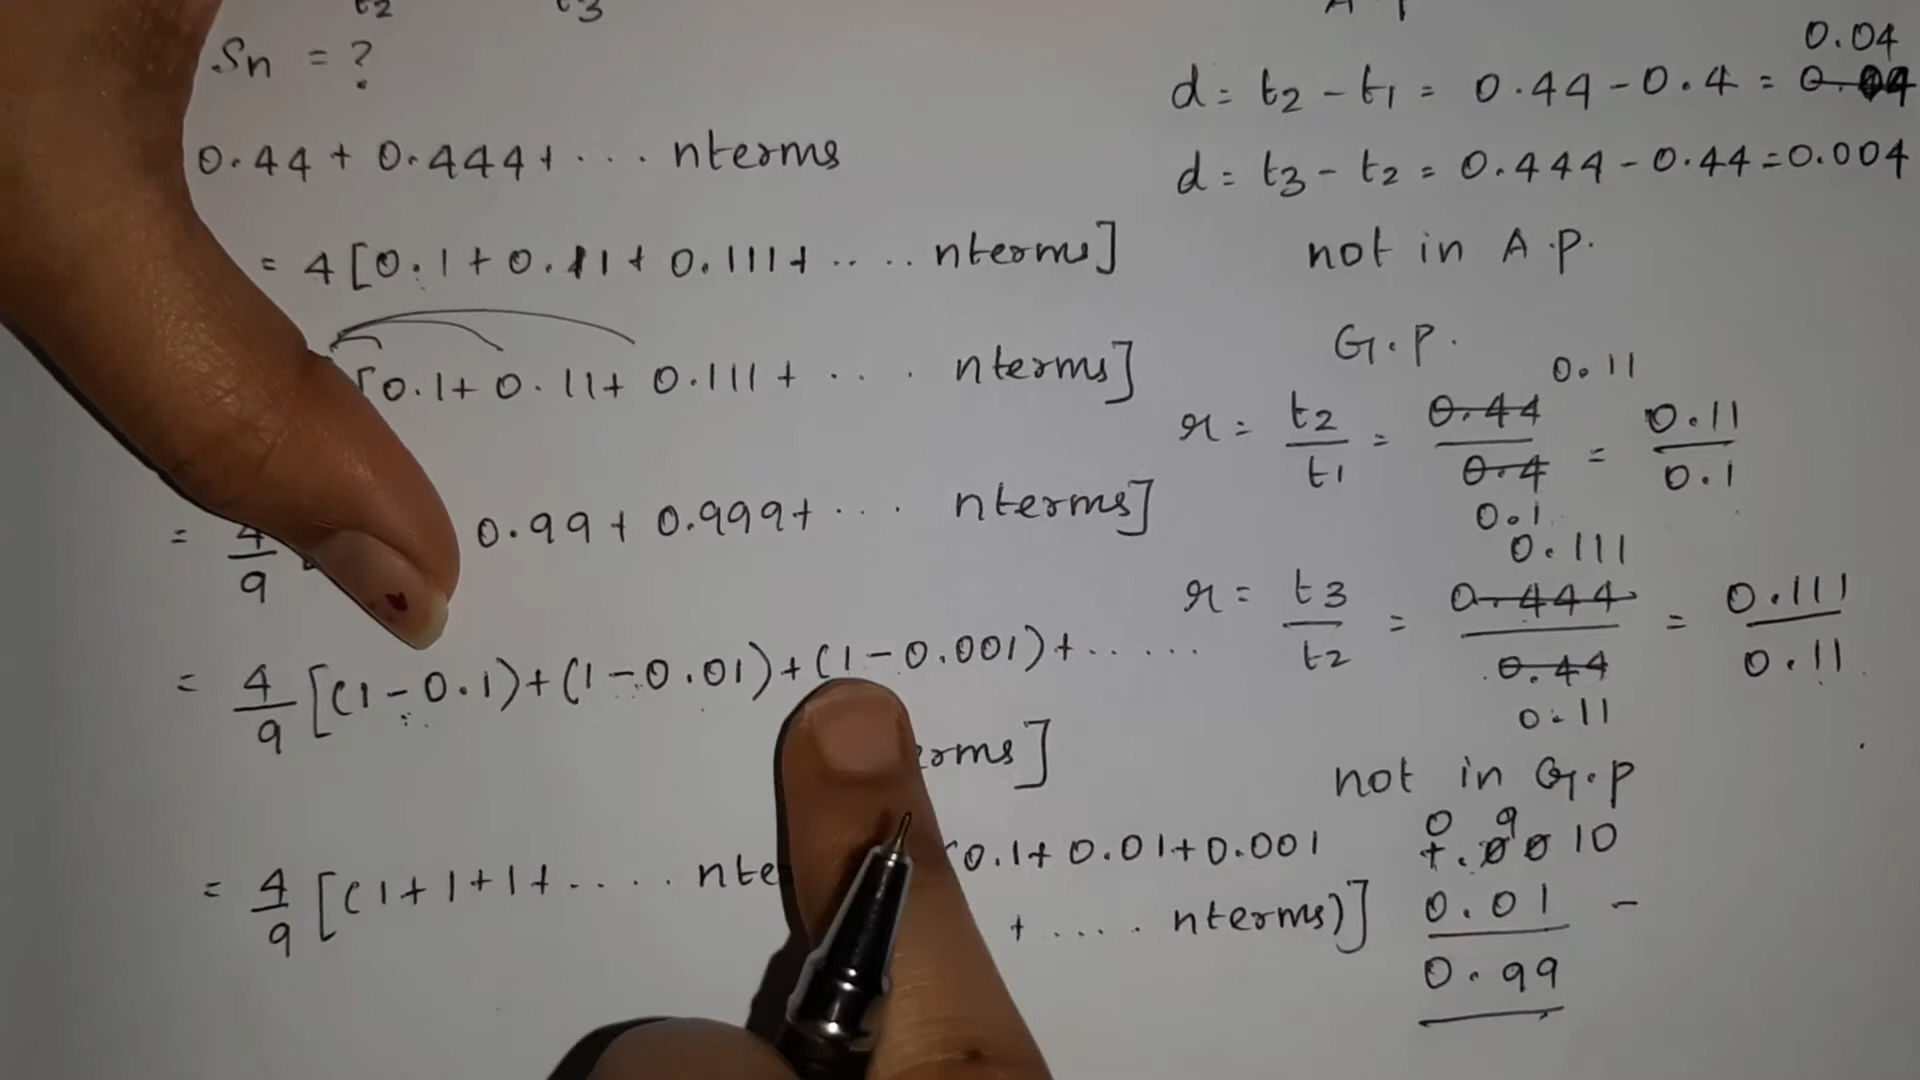 t2 t3
Sn = ?
0.44 + 0.444 + ... nterms
= 4[0.1 + 0.11 + 0.111 + .... nterms]
[0.1 + 0.11 + 0.111 + .... nterms]
= 4/9 0.99 + 0.999 + ... nterms]
= 4/9 [(1-0.1)+(1-0.01)+(1-0.001)+.....
nterms]
= 4/9 [(1+1+1+.... nte (0.1+0.01+0.001
+ .... nterms)]
0.04
d = t2 - t1 = 0.44 - 0.4 =
d = t3 - t2 = 0.444 - 0.44 = 0.004
not in A.p.
G.P.
0.11
r = t2/t1 = 0.44/0.4 = 0.11/0.1
0.1
0.111
r = t3/t2 = 0.444/0.44 = 0.111/0.11
0.11
not in G.p
0 9
1.00 10
0.01 -
0.99